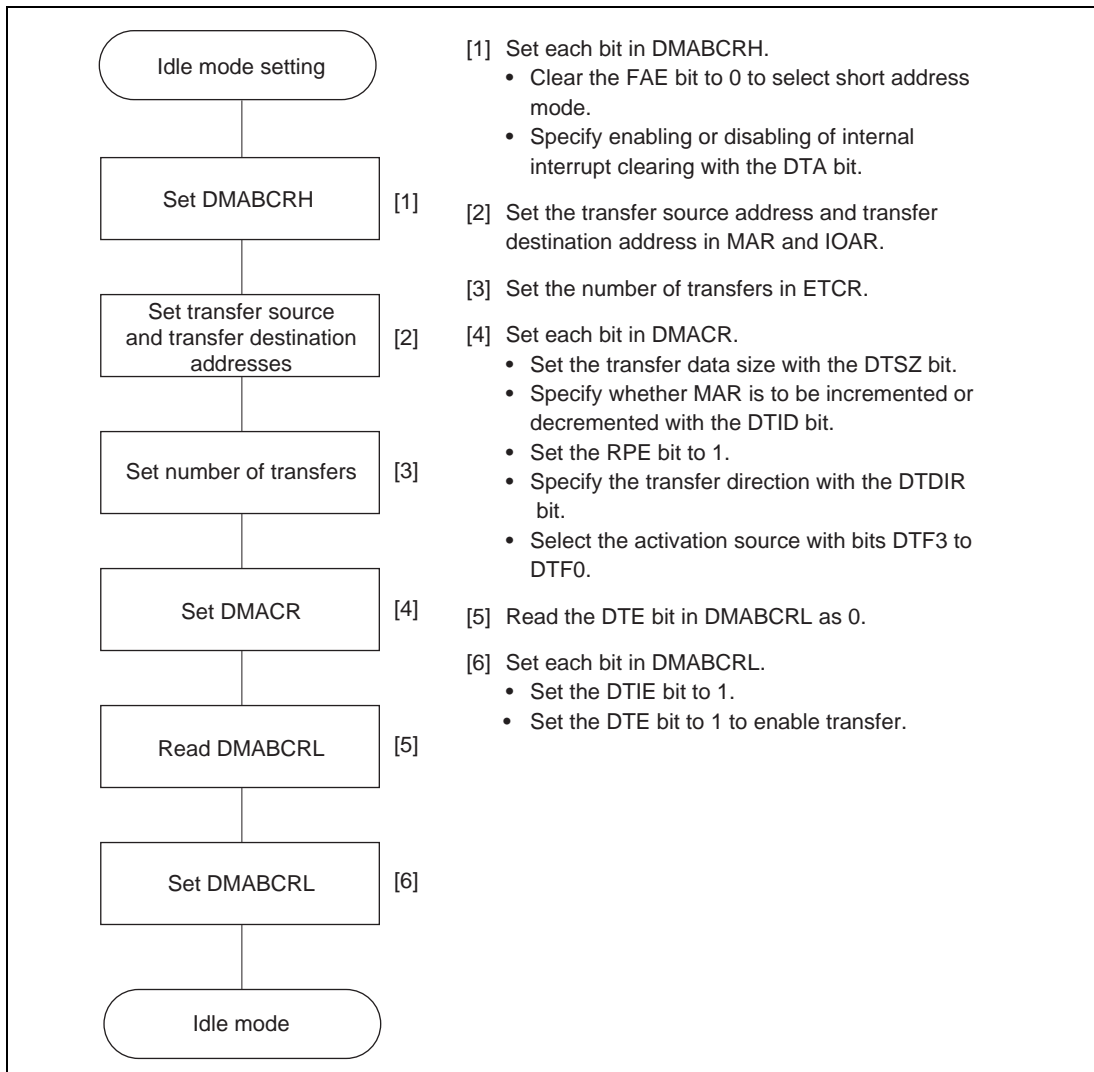 Idle mode setting
Set DMABCRH
[1]
Set transfer source
and transfer destination
addresses
[2]
Set number of transfers
[3]
Set DMACR
[4]
Read DMABCRL
[5]
Set DMABCRL
[6]
Idle mode
[1] Set each bit in DMABCRH.
• Clear the FAE bit to 0 to select short address
mode.
• Specify enabling or disabling of internal
interrupt clearing with the DTA bit.
[2] Set the transfer source address and transfer
destination address in MAR and IOAR.
[3] Set the number of transfers in ETCR.
[4] Set each bit in DMACR.
• Set the transfer data size with the DTSZ bit.
• Specify whether MAR is to be incremented or
decremented with the DTID bit.
• Set the RPE bit to 1.
• Specify the transfer direction with the DTDIR
bit.
• Select the activation source with bits DTF3 to
DTF0.
[5] Read the DTE bit in DMABCRL as 0.
[6] Set each bit in DMABCRL.
• Set the DTIE bit to 1.
• Set the DTE bit to 1 to enable transfer.